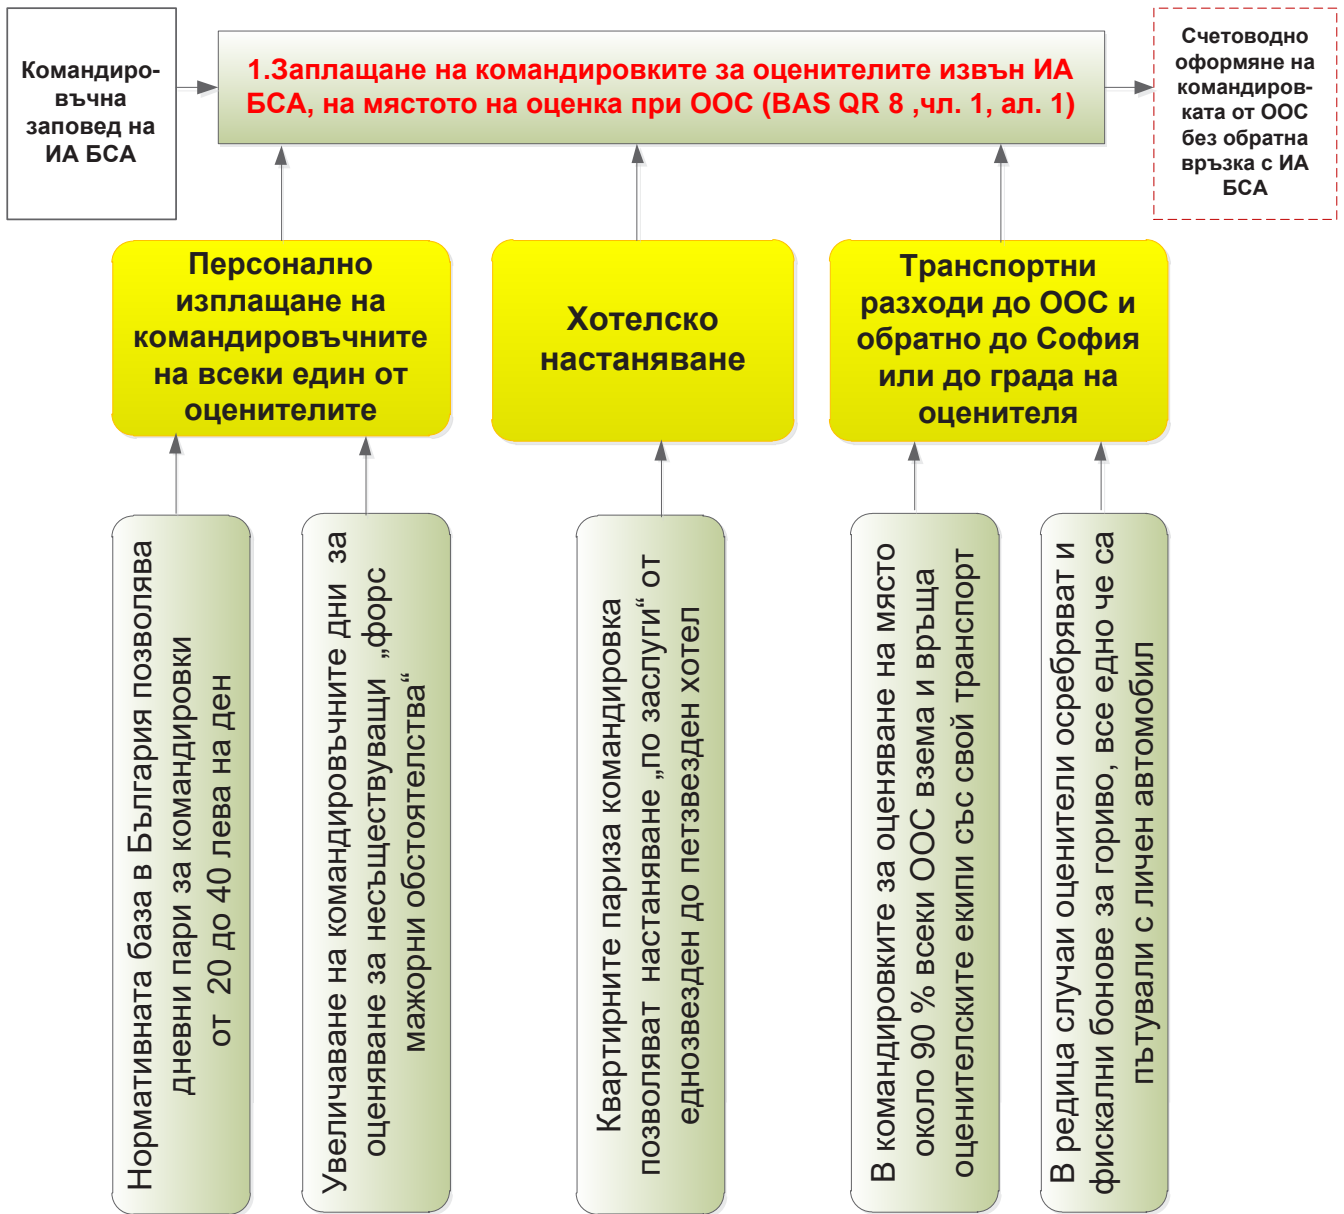 Командиро-
въчна
заповед на
ИА БСА
1.Заплащане на командировките за оценителите извън ИА
БСА, на мястото на оценка при ООС (BAS QR 8 ,чл. 1, ал. 1)
Счетоводно
оформяне на
командиров-
ката от ООС
без обратна
връзка с ИА
БСА
Персонално
изплащане на
командировъчните
на всеки един от
оценителите
Хотелско
настаняване
Транспортни
разходи до ООС и
обратно до София
или до града на
оценителя
Нормативната база в България позволява
дневни пари за командировки
от 20 до 40 лева на ден
Увеличаване на командировъчните дни за
оценяване за несъществуващи „форс
мажорни обстоятелства“
Квартирните париза командировка
позволяват настаняване „по заслуги“ от
еднозвезден до петзвезден хотел
В командировките за оценяване на място
около 90 % всеки ООС взема и връща
оценителските екипи със свой транспорт
В редица случаи оценители осребряват и
фискални бонове за гориво, все едно че са
пътували с личен автомобил